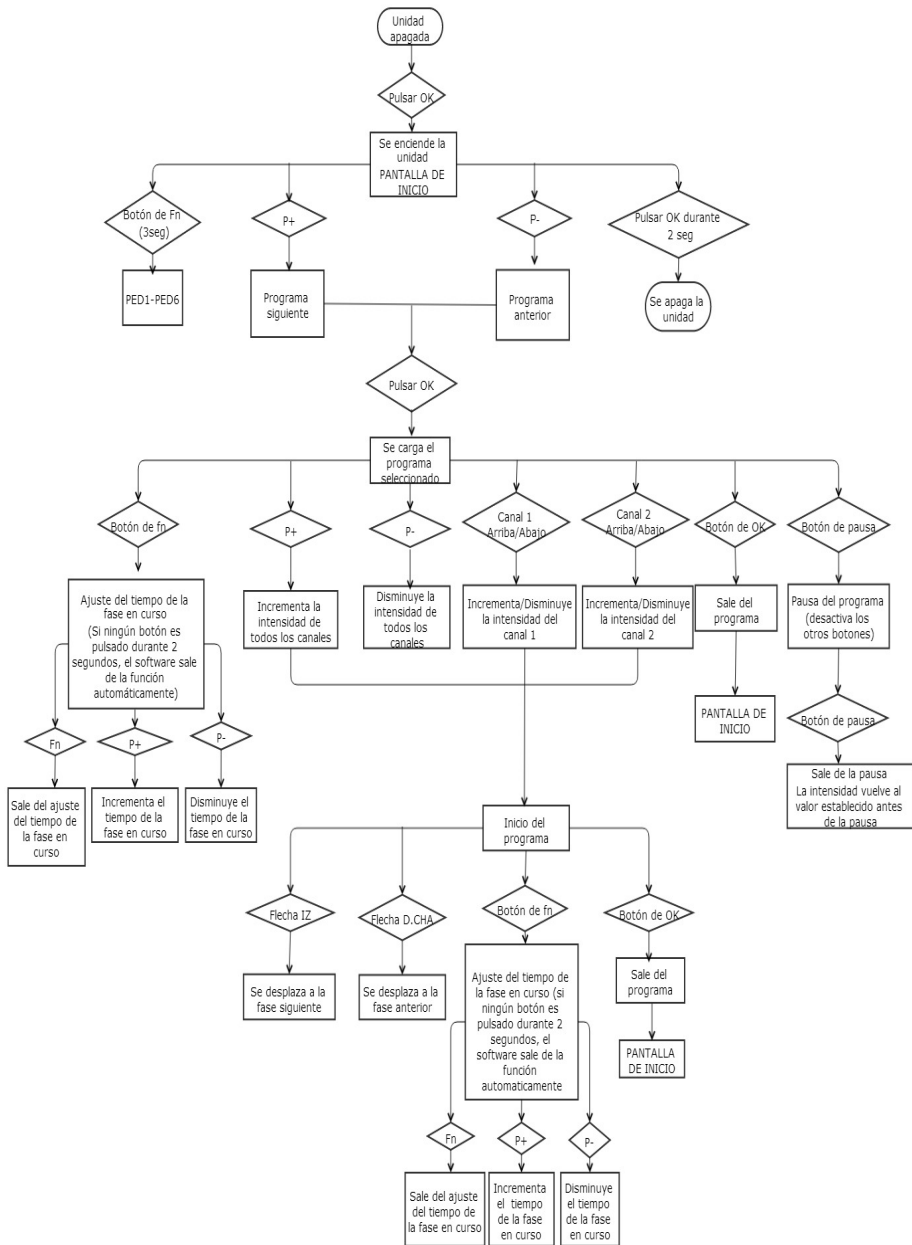 Unidad
apagada
Pulsar OK
Se enciende la
unidad
PANTALLA DE
INICIO
Botón de Fn
(3seg)
P+
P-
Pulsar OK durante
2 seg
PED1-PED6
Programa
siguiente
Programa
anterior
Se apaga la
unidad
Pulsar OK
Se carga el
programa
seleccionado
Botón de fn
P+
P-
Canal 1
Arriba/Abajo
Canal 2
Arriba/Abajo
Botón de OK
Botón de pausa
Ajuste del tiempo de la
fase en curso
(Si ningún botón es
pulsado durante 2
segundos, el software sale
de la función
automáticamente)
Incrementa la
intensidad de
todos los canales
Disminuye la
intensidad de
todos los
canales
Incrementa/Disminuye
la intensidad del
canal 1
Incrementa/Disminuye
la intensidad del
canal 2
Sale del
programa
Pausa del programa
(desactiva los
otros botones)
PANTALLA DE
INICIO
Botón de pausa
Fn
P+
P-
Sale de la pausa
La intensidad vuelve al
valor establecido antes
de la pausa
Sale del ajuste
del tiempo de
la fase en
curso
Incrementa el
tiempo de la
fase en curso
Disminuye el
tiempo de la
fase en curso
Inicio del
programa
Flecha IZ
Flecha D.CHA
Botón de fn
Botón de OK
Se desplaza a la
fase siguiente
Se desplaza a la
fase anterior
Ajuste del tiempo de
la fase en curso (si
ningún botón es
pulsado durante 2
segundos, el
software sale de la
función
automaticamente
Sale del
programa
PANTALLA
DE INICIO
Fn
P+
P-
Sale del ajuste
del tiempo de
la fase en curso
Incrementa
el tiempo
de la fase
en curso
Disminuye
el tiempo
de la fase
en curso